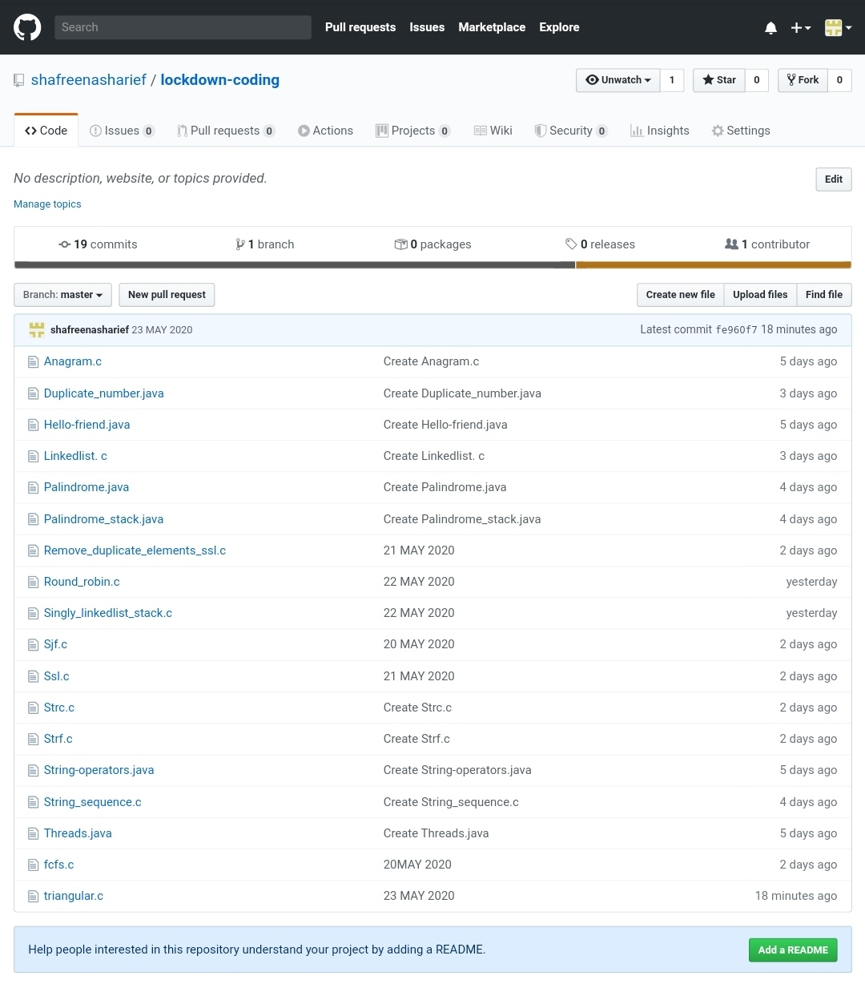 Search Pull requests Issues Marketplace Explore
shafreenasharief / lockdown-coding Unwatch 1 Star 0 Fork 0
Code Issues 0 Pull requests 0 Actions Projects 0 Wiki Security 0 Insights Settings
No description, website, or topics provided. Edit
Manage topics
19 commits 1 branch 0 packages 0 releases 1 contributor
Branch: master New pull request Create new file Upload files Find file
shafreenasharief 23 MAY 2020 Latest commit fe960f7 18 minutes ago
Anagram.c Create Anagram.c 5 days ago
Duplicate_number.java Create Duplicate_number.java 3 days ago
Hello-friend.java Create Hello-friend.java 5 days ago
Linkedlist. c Create Linkedlist. c 3 days ago
Palindrome.java Create Palindrome.java 4 days ago
Palindrome_stack.java Create Palindrome_stack.java 4 days ago
Remove_duplicate_elements_ssl.c 21 MAY 2020 2 days ago
Round_robin.c 22 MAY 2020 yesterday
Singly_linkedlist_stack.c 22 MAY 2020 yesterday
Sjf.c 20 MAY 2020 2 days ago
Ssl.c 21 MAY 2020 2 days ago
Strc.c Create Strc.c 2 days ago
Strf.c Create Strf.c 2 days ago
String-operators.java Create String-operators.java 5 days ago
String_sequence.c Create String_sequence.c 4 days ago
Threads.java Create Threads.java 5 days ago
fcfs.c 20MAY 2020 2 days ago
triangular.c 23 MAY 2020 18 minutes ago
Help people interested in this repository understand your project by adding a README. Add a README